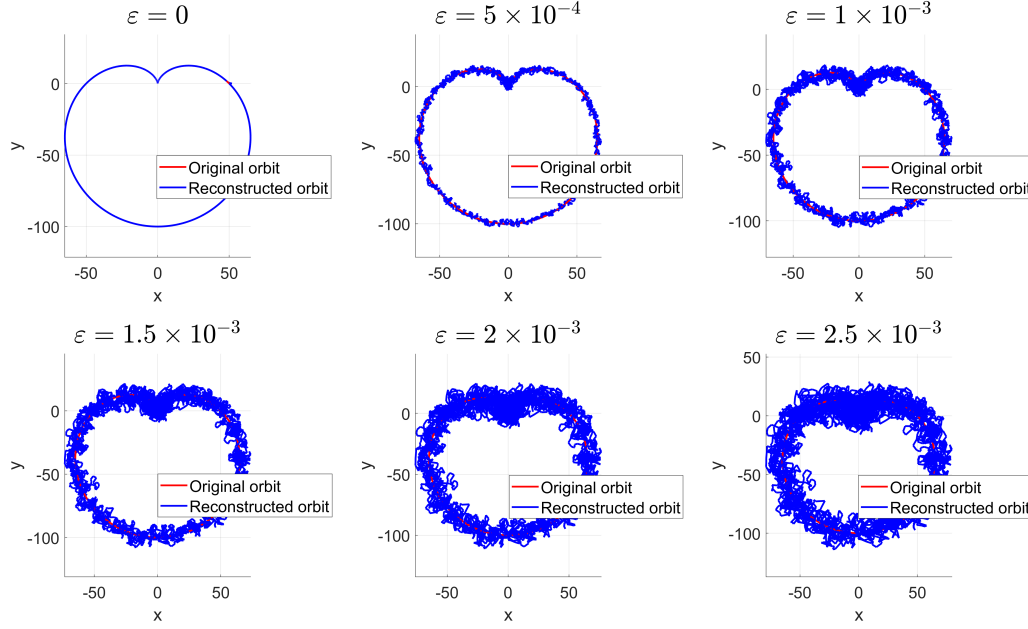 ε = 0
ε = 5 × 10⁻⁴
ε = 1 × 10⁻³
0
-50
-100
y
-50 0 50
x
Original orbit
Reconstructed orbit
0
-50
-100
y
-50 0 50
x
Original orbit
Reconstructed orbit
0
-50
-100
y
-50 0 50
x
Original orbit
Reconstructed orbit
ε = 1.5 × 10⁻³
ε = 2 × 10⁻³
ε = 2.5 × 10⁻³
0
-50
-100
y
-50 0 50
x
Original orbit
Reconstructed orbit
0
-50
-100
y
-50 0 50
x
Original orbit
Reconstructed orbit
50
0
-50
-100
y
-50 0 50
x
Original orbit
Reconstructed orbit